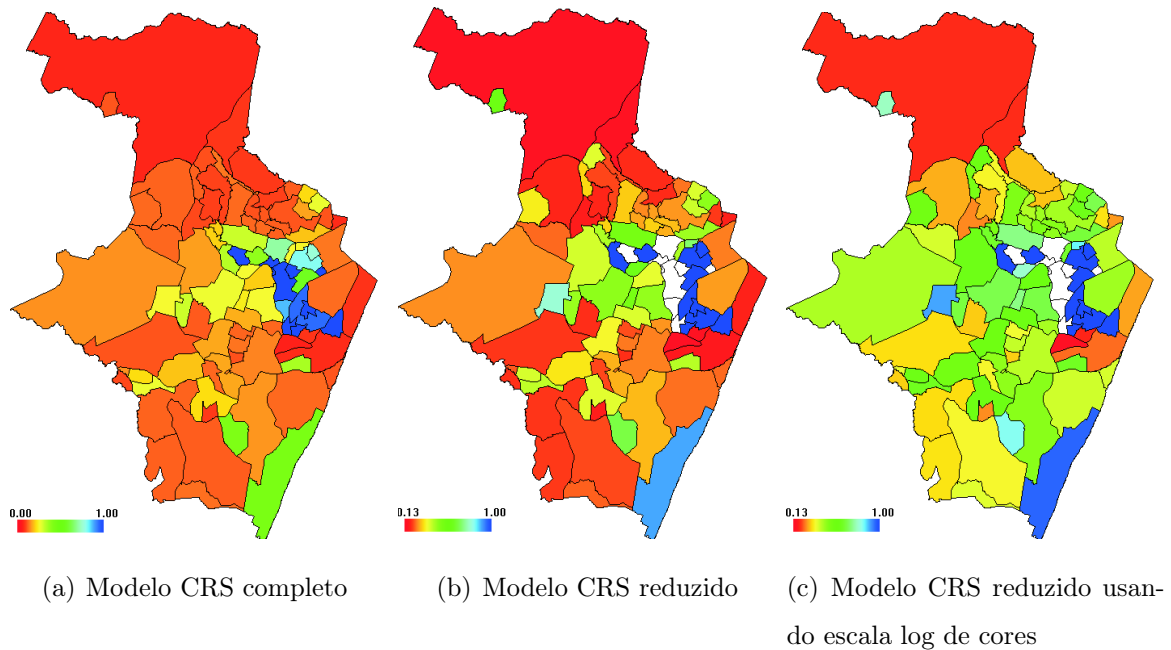 0.00 1.00
0.13 1.00
0.13 1.00
(a) Modelo CRS completo
(b) Modelo CRS reduzido
(c) Modelo CRS reduzido usan-
do escala log de cores